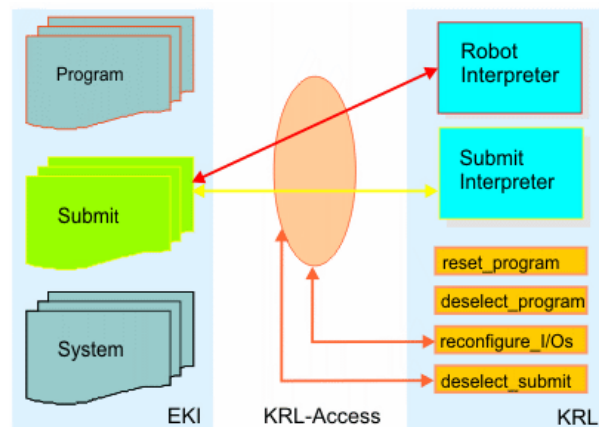 Program
Submit
System
EKI
KRL-Access
Robot
Interpreter
Submit
Interpreter
reset_program
deselect_program
reconfigure_I/Os
deselect_submit
KRL